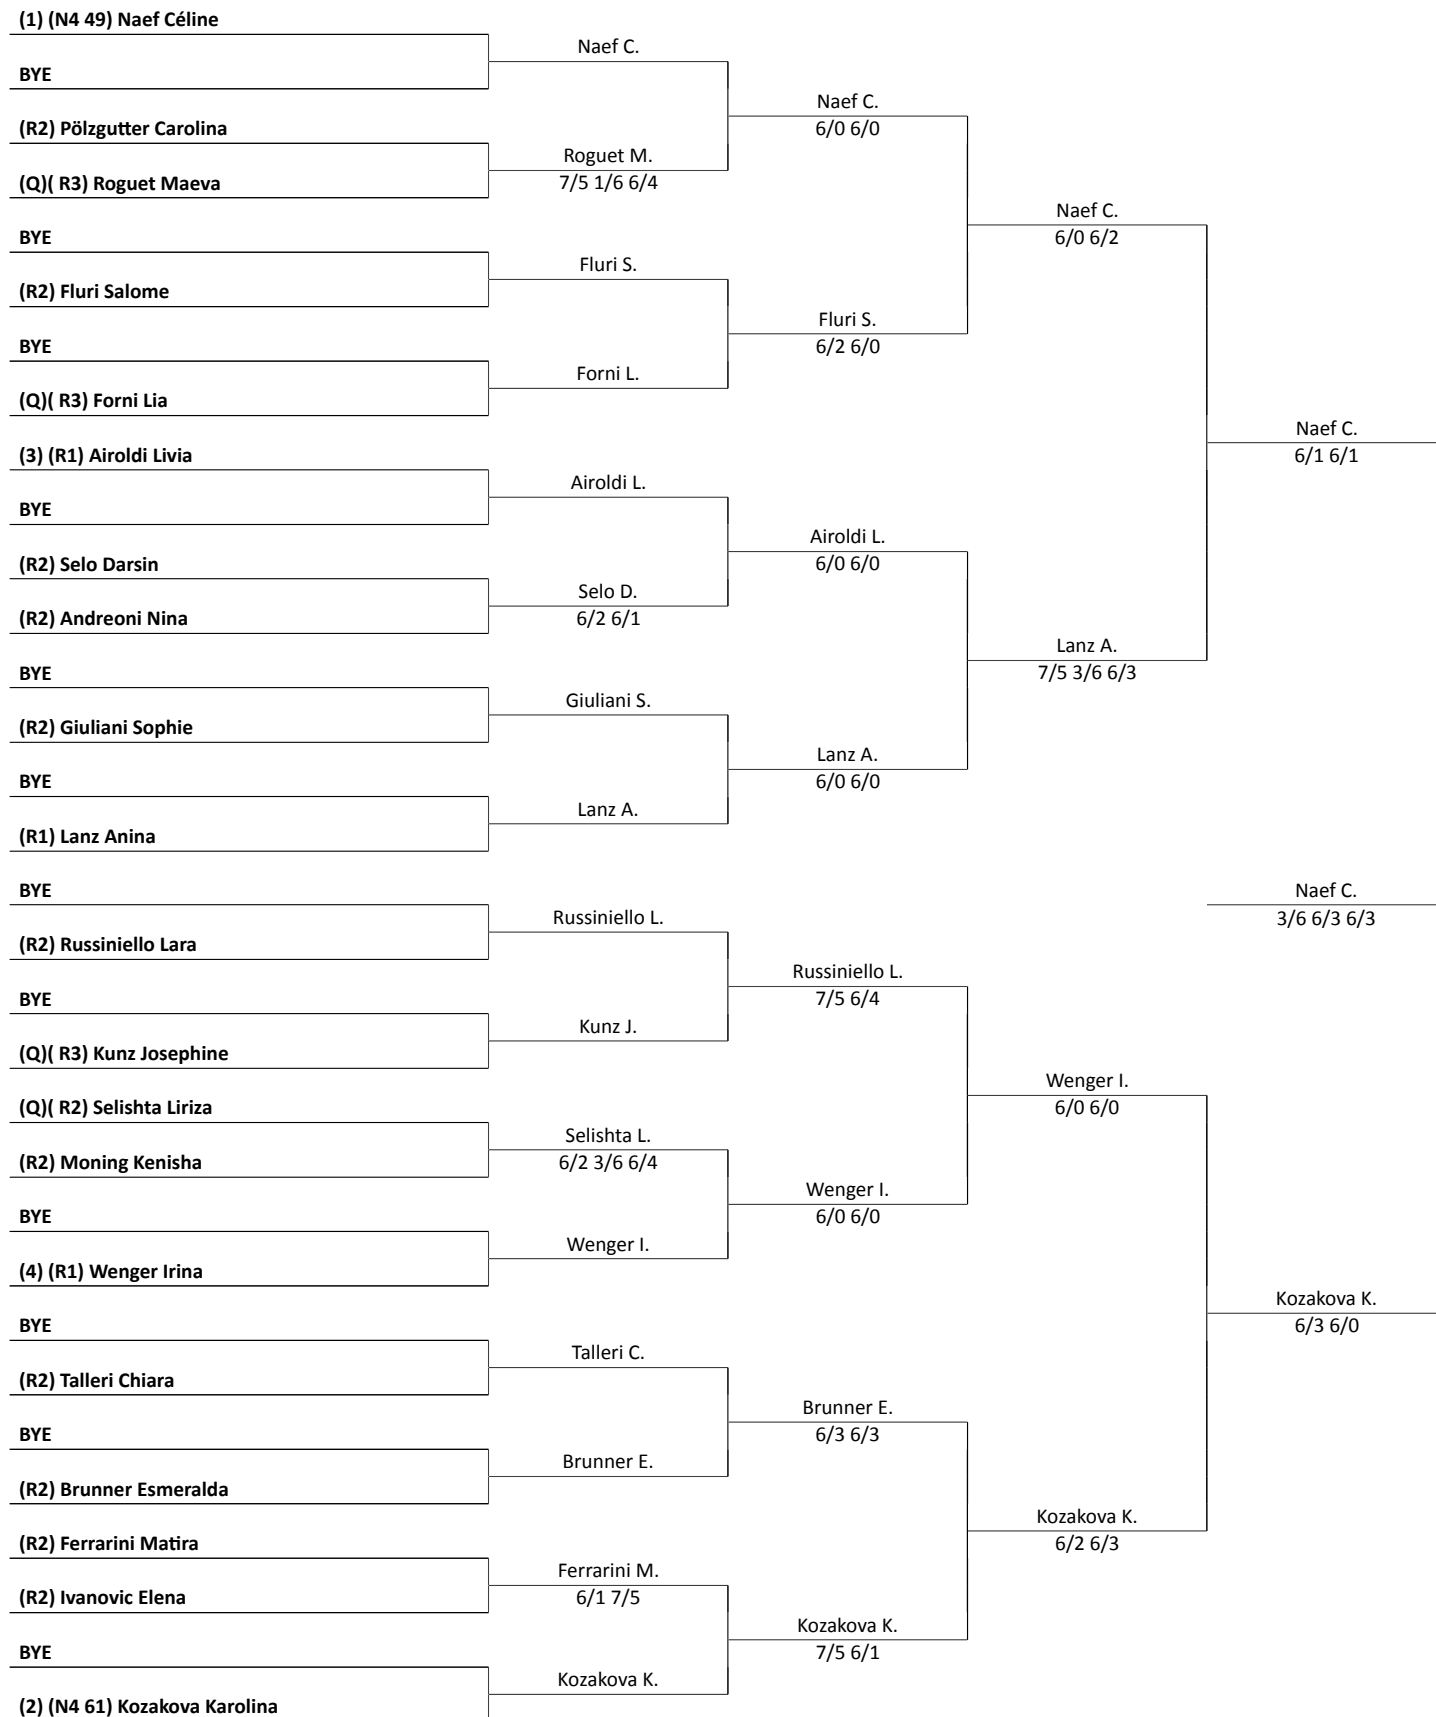 (1) (N4 49) Naef Céline
BYE
(R2) Pölzgutter Carolina
(Q)( R3) Roguet Maeva
BYE
(R2) Fluri Salome
BYE
(Q)( R3) Forni Lia
(3) (R1) Airoldi Livia
BYE
(R2) Selo Darsin
(R2) Andreoni Nina
BYE
(R2) Giuliani Sophie
BYE
(R1) Lanz Anina
BYE
(R2) Russiniello Lara
BYE
(Q)( R3) Kunz Josephine
(Q)( R2) Selishta Liriza
(R2) Moning Kenisha
BYE
(4) (R1) Wenger Irina
BYE
(R2) Talleri Chiara
BYE
(R2) Brunner Esmeralda
(R2) Ferrarini Matira
(R2) Ivanovic Elena
BYE
(2) (N4 61) Kozakova Karolina
Naef C.
Roguet M.
7/5 1/6 6/4
Fluri S.
Forni L.
Airoldi L.
Selo D.
6/2 6/1
Giuliani S.
Lanz A.
Russiniello L.
Kunz J.
Selishta L.
6/2 3/6 6/4
Wenger I.
Talleri C.
Brunner E.
Ferrarini M.
6/1 7/5
Kozakova K.
Naef C.
6/0 6/0
Fluri S.
6/2 6/0
Airoldi L.
6/0 6/0
Lanz A.
6/0 6/0
Russiniello L.
7/5 6/4
Wenger I.
6/0 6/0
Brunner E.
6/3 6/3
Kozakova K.
7/5 6/1
Naef C.
6/0 6/2
Lanz A.
7/5 3/6 6/3
Wenger I.
6/0 6/0
Kozakova K.
6/2 6/3
Naef C.
6/1 6/1
Naef C.
3/6 6/3 6/3
Kozakova K.
6/3 6/0